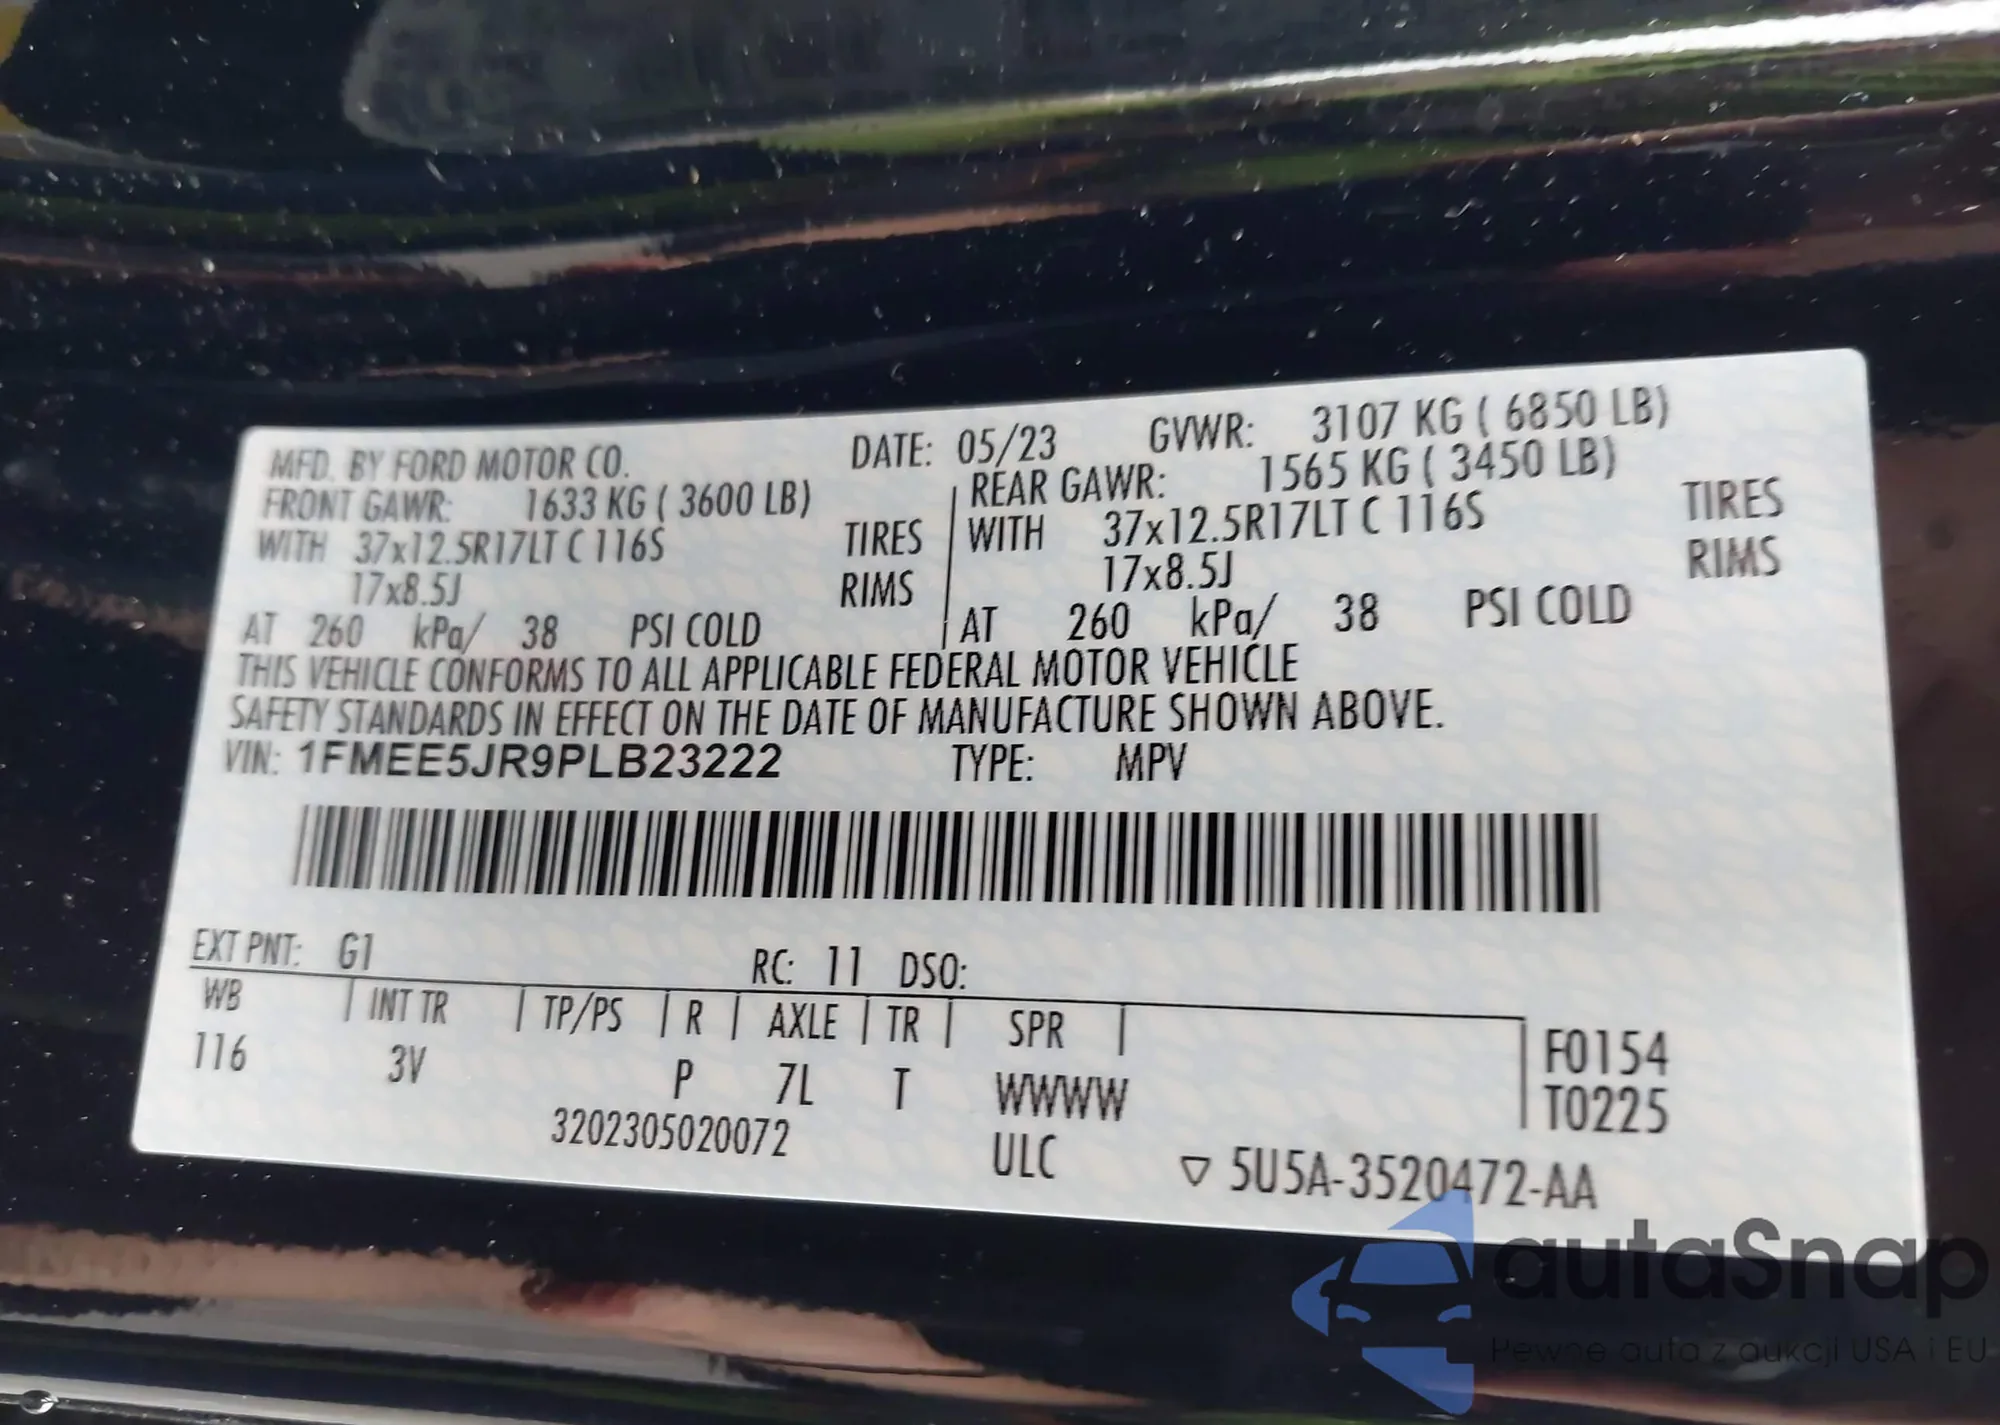 MFD. BY FORD MOTOR CO. DATE: 05/23 GVWR: 3107 KG ( 6850 LB)
FRONT GAWR: 1633 KG ( 3600 LB) REAR GAWR: 1565 KG ( 3450 LB)
WITH 37x12.5R17LT C 116S TIRES WITH 37x12.5R17LT C 116S TIRES
17x8.5J RIMS 17x8.5J RIMS
AT 260 kPa/ 38 PSI COLD AT 260 kPa/ 38 PSI COLD
THIS VEHICLE CONFORMS TO ALL APPLICABLE FEDERAL MOTOR VEHICLE
SAFETY STANDARDS IN EFFECT ON THE DATE OF MANUFACTURE SHOWN ABOVE.
VIN: 1FMEE5JR9PLB23222 TYPE: MPV
EXT PNT: G1 RC: 11 DSO:
WB INT TR TP/PS R AXLE TR SPR F0154
116 3V P 7L T WWWW T0225
3202305020072 ULC ▽ 5U5A-3520472-AA
autaSnap
Pewne auta z aukcji USA i EU